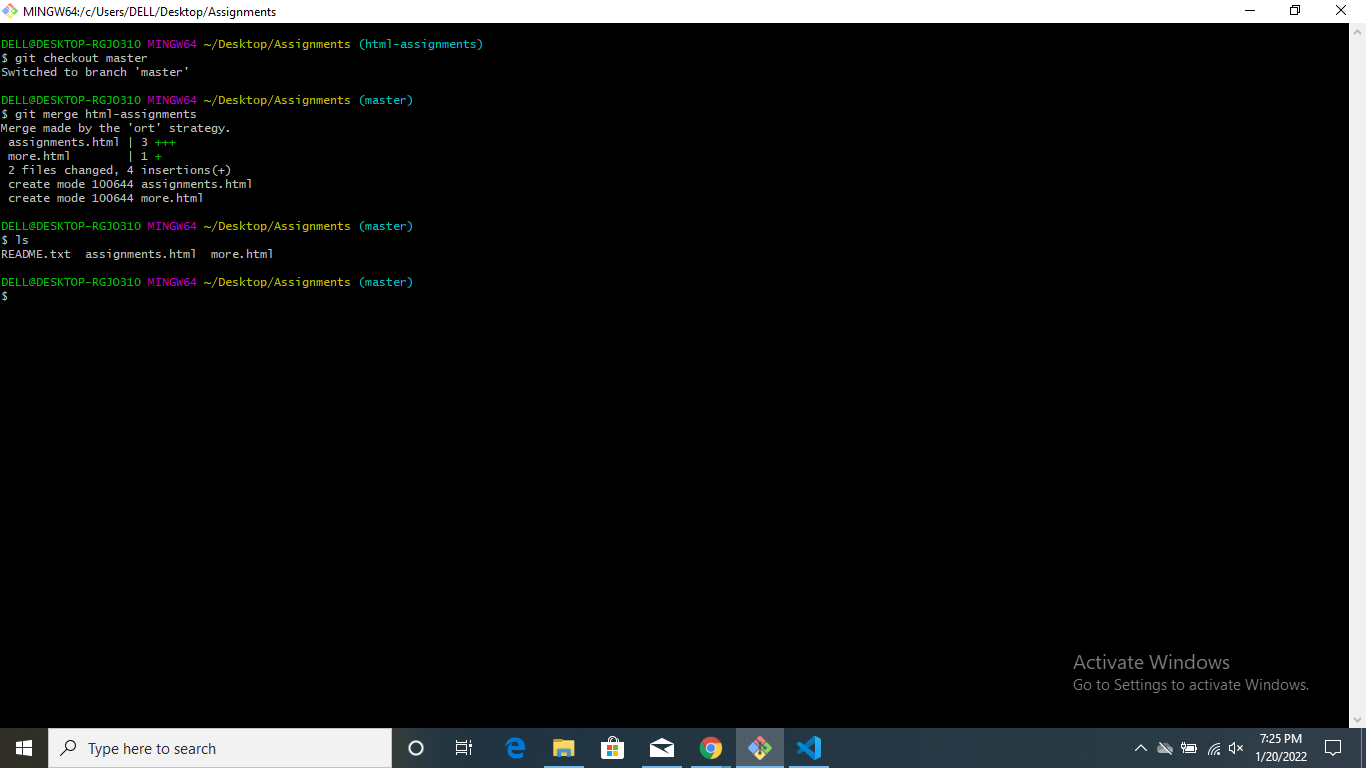 MINGW64:/c/Users/DELL/Desktop/Assignments
DELL@DESKTOP-RGJO31O MINGW64 ~/Desktop/Assignments (html-assignments)
$ git checkout master
Switched to branch 'master'
DELL@DESKTOP-RGJO31O MINGW64 ~/Desktop/Assignments (master)
$ git merge html-assignments
Merge made by the 'ort' strategy.
 assignments.html | 3 +++
 more.html        | 1 +
 2 files changed, 4 insertions(+)
 create mode 100644 assignments.html
 create mode 100644 more.html
DELL@DESKTOP-RGJO31O MINGW64 ~/Desktop/Assignments (master)
$ ls
README.txt  assignments.html  more.html
DELL@DESKTOP-RGJO31O MINGW64 ~/Desktop/Assignments (master)
$
Activate Windows
Go to Settings to activate Windows.
Type here to search
7:25 PM
1/20/2022